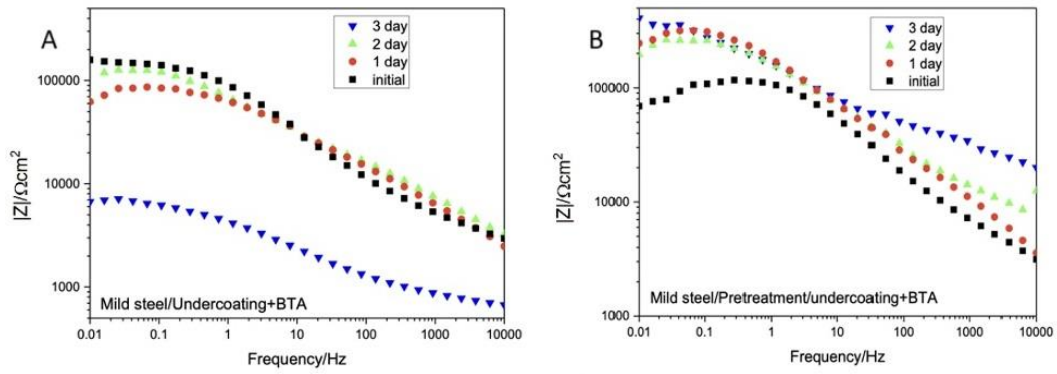 A
3 day
2 day
1 day
initial
100000
10000
1000
|Z|/Ωcm²
Mild steel/Undercoating+BTA
0.01 0.1 1 10 100 1000 10000
Frequency/Hz
B
3 day
2 day
1 day
initial
100000
10000
1000
|Z|/Ωcm²
Mild steel/Pretreatment/undercoating+BTA
0.01 0.1 1 10 100 1000 10000
Frequency/Hz